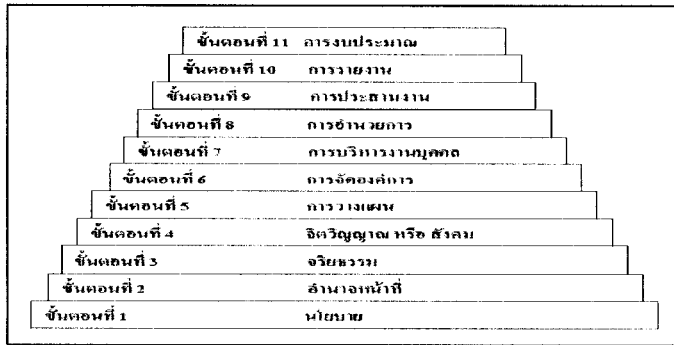 ขั้นตอนที่ 11 การงบประมาณ
ขั้นตอนที่ 10 การรายงาน
ขั้นตอนที่ 9 การประสานงาน
ขั้นตอนที่ 8 การอำนวยการ
ขั้นตอนที่ 7 การบริหารงานบุคคล
ขั้นตอนที่ 6 การจัดองค์การ
ขั้นตอนที่ 5 การวางแผน
ขั้นตอนที่ 4 จิตวิญญาณ หรือ สังคม
ขั้นตอนที่ 3 จริยธรรม
ขั้นตอนที่ 2 อำนาจหน้าที่
ขั้นตอนที่ 1 นโยบาย